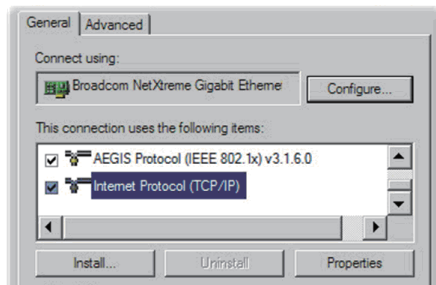 General Advanced
Connect using:
Broadcom NetXtreme Gigabit Etherne Configure...
This connection uses the following items:
AEGIS Protocol (IEEE 802.1x) v3.1.6.0
Internet Protocol (TCP/IP)
Install... Uninstall Properties